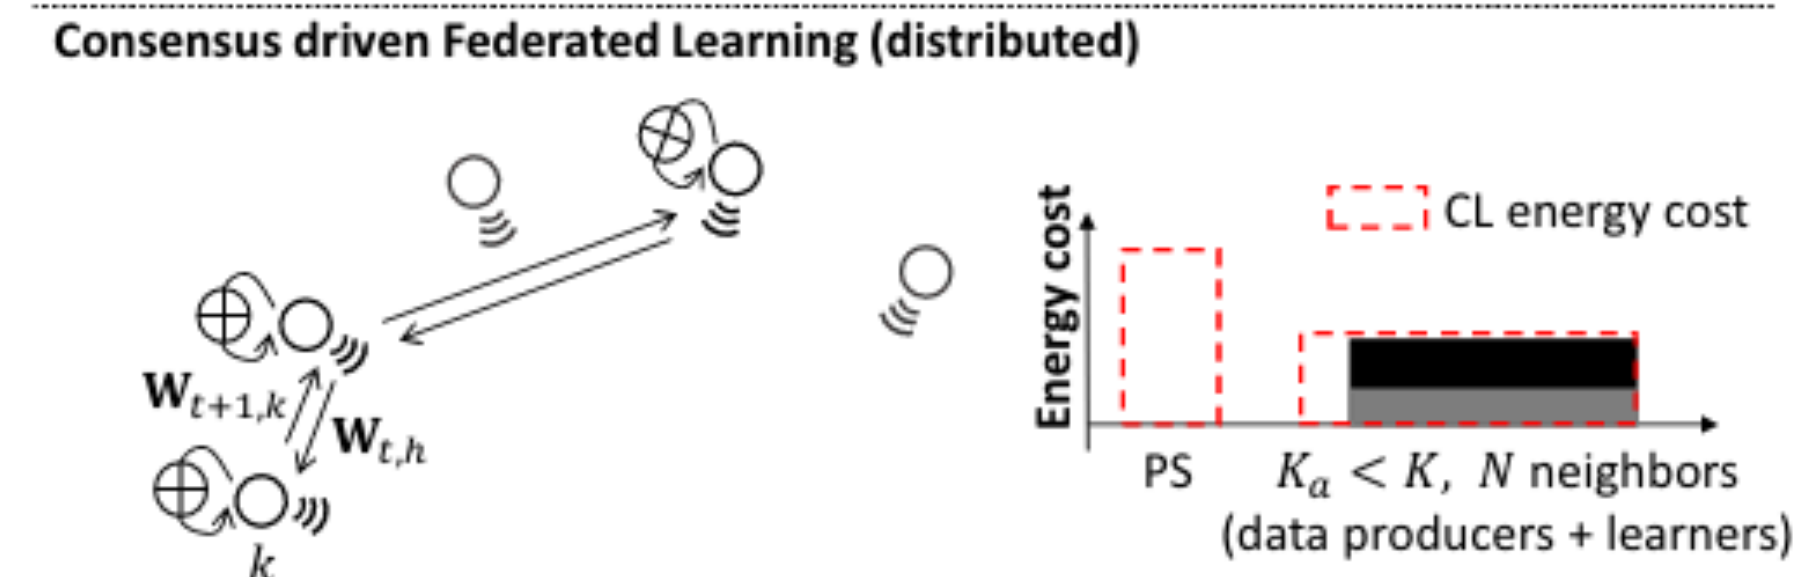 Consensus driven Federated Learning (distributed)
CL energy cost
Energy cost
W_{t+1,k}
W_{t,h}
k
PS
K_a < K, N neighbors
(data producers + learners)